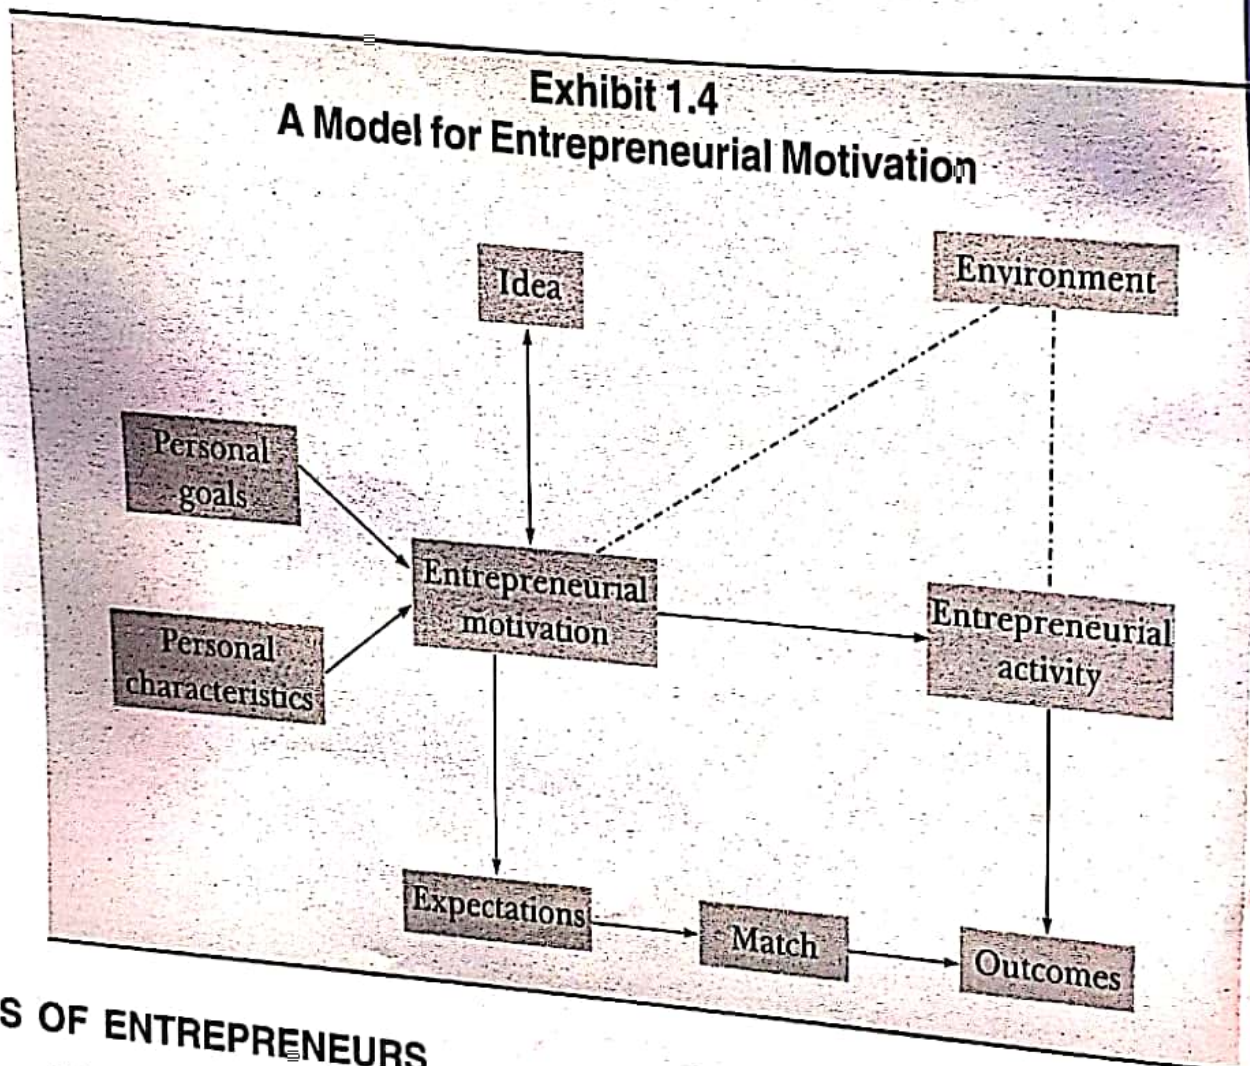 Exhibit 1.4
A Model for Entrepreneurial Motivation
Idea
Environment
Personal
goals
Entrepreneurial
motivation
Personal
characteristics
Entrepreneurial
activity
Expectations
Match
Outcomes
S OF ENTREPRENEURS